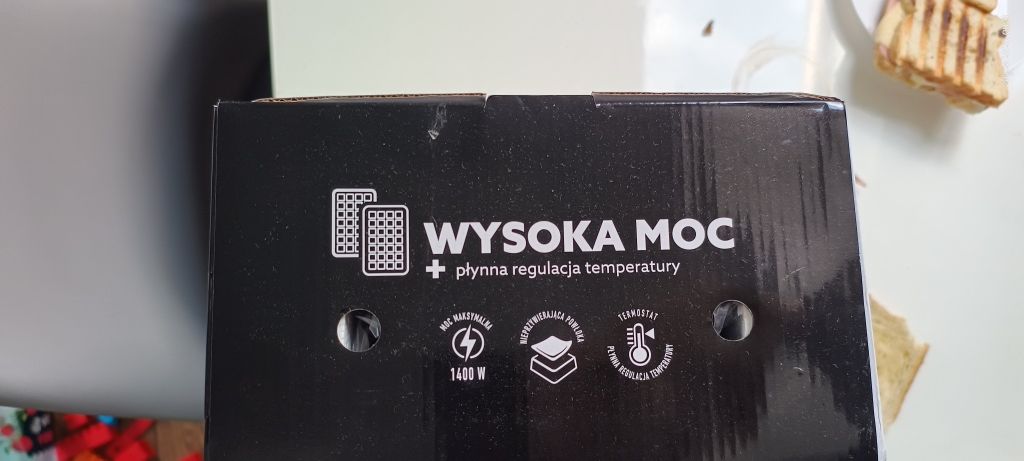 WYSOKA MOC
+ płynna regulacja temperatury
MOC MAKSYMALNA
1400 W
NIEPRZYWIERAJĄCA POWŁOKA
TERMOSTAT
PŁYNNA REGULACJA TEMPERATURY